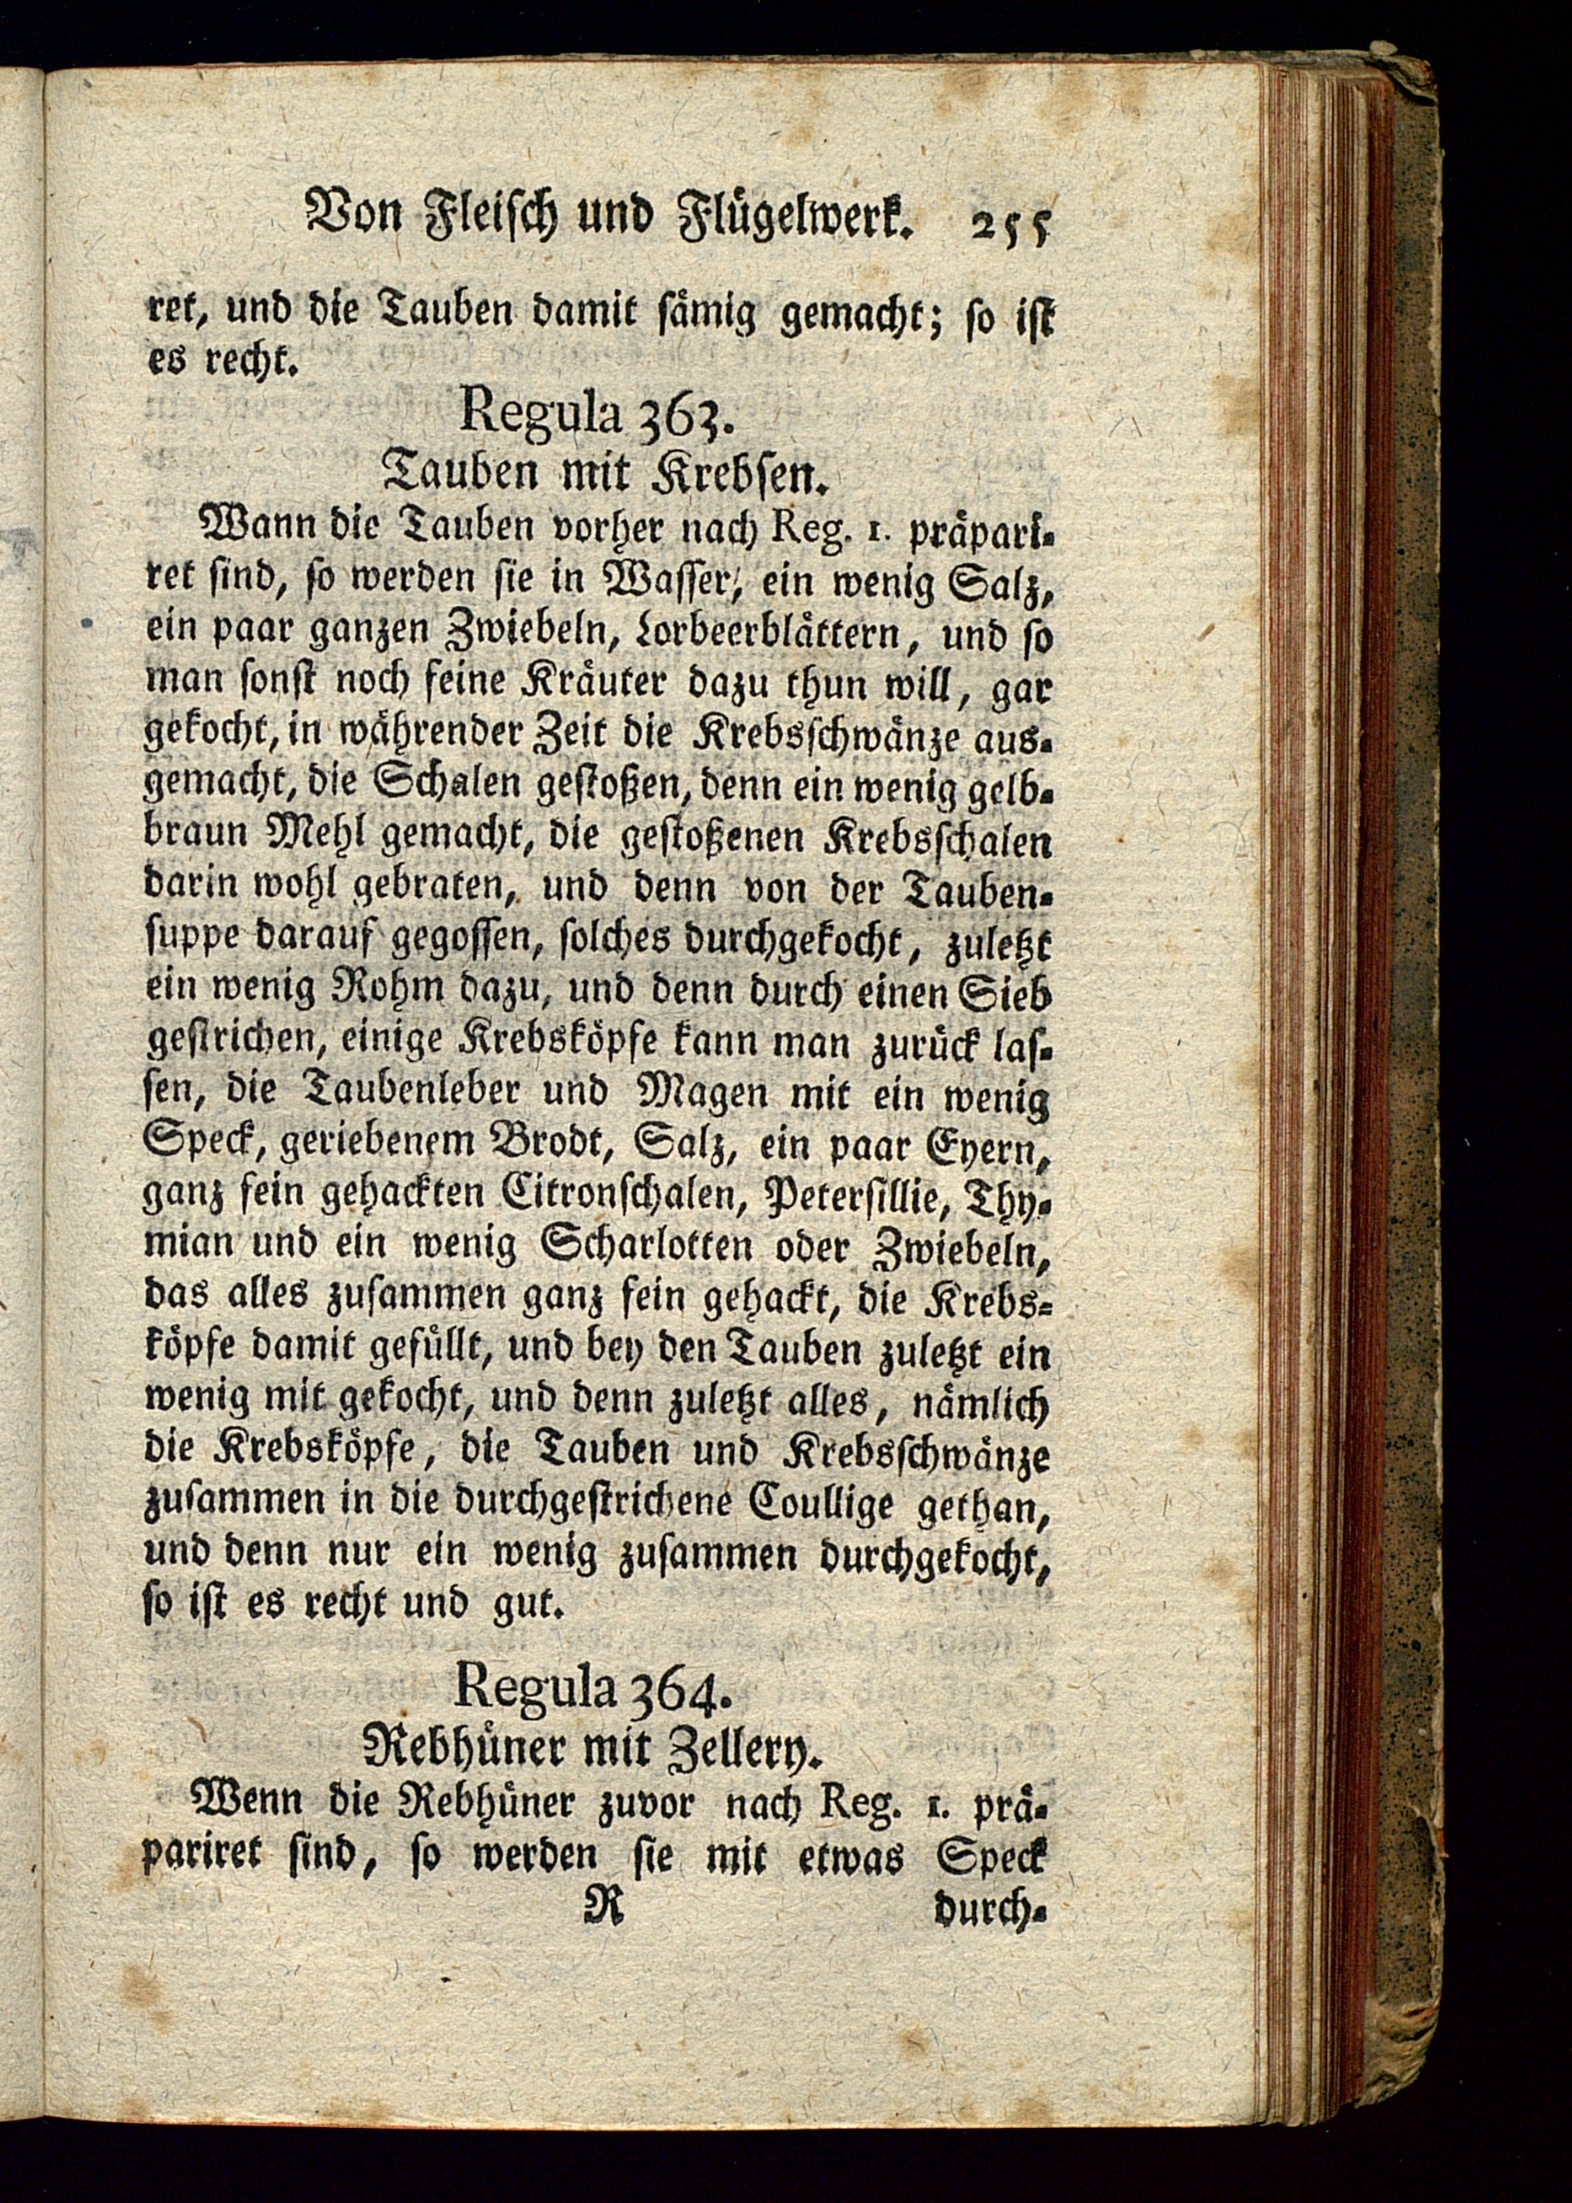 Von Fleisch und Flügelwerk. 255
ret, und die Tauben damit sämig gemacht; so ist
es recht.
Regula 363.
Tauben mit Krebsen.
Wann die Tauben vorher nach Reg. 1. präpari-
ret sind, so werden sie in Wasser, ein wenig Salz,
ein paar ganzen Zwiebeln, Lorbeerblättern, und so
man sonst noch feine Kräuter dazu thun will, gar
gekocht, in währender Zeit die Krebsschwänze aus-
gemacht, die Schalen gestoßen, denn ein wenig gelb-
braun Mehl gemacht, die gestoßenen Krebsschalen
darin wohl gebraten, und denn von der Tauben-
suppe darauf gegossen, solches durchgekocht, zuletzt
ein wenig Rohm dazu, und denn durch einen Sieb
gestrichen, einige Krebsköpfe kann man zurück las-
sen, die Taubenleber und Magen mit ein wenig
Speck, geriebenem Brodt, Salz, ein paar Eyern,
ganz fein gehackten Citronschalen, Petersillie, Thy-
mian und ein wenig Scharlotten oder Zwiebeln,
das alles zusammen ganz fein gehackt, die Krebs-
köpfe damit gefüllt, und bey den Tauben zuletzt ein
wenig mit gekocht, und denn zuletzt alles, nämlich
die Krebsköpfe, die Tauben und Krebsschwänze
zusammen in die durchgestrichene Coullige gethan,
und denn nur ein wenig zusammen durchgekocht,
so ist es recht und gut.
Regula 364.
Rebhüner mit Zellery.
Wenn die Rebhüner zuvor nach Reg. 1. prä-
pariret sind, so werden sie mit etwas Speck
R durch-